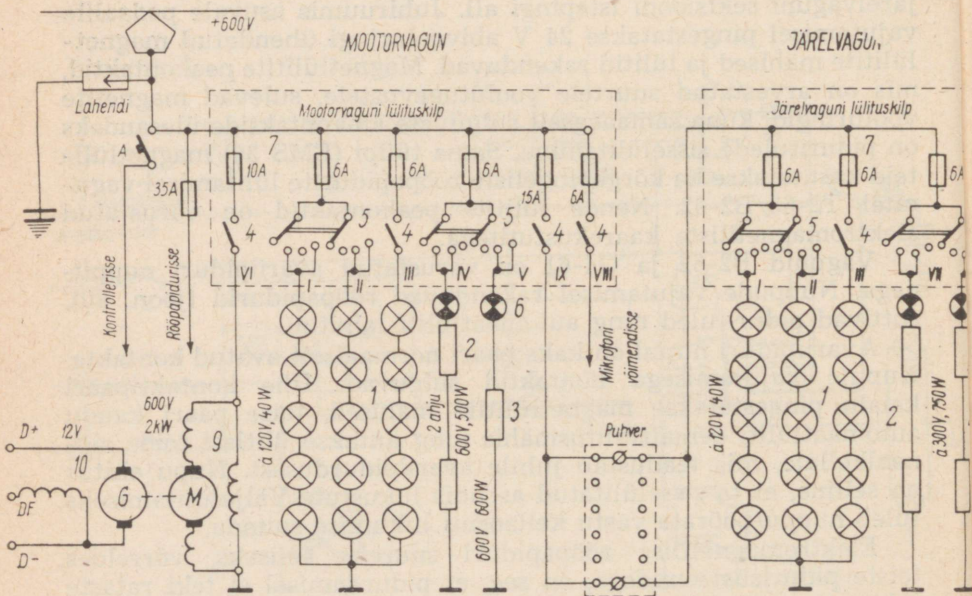 +600V
MOOTORVAGUN
JÄRELVAGUN
Lahendi
Mootorvaguni lülituskilp
Järelvaguni lülituskilp
A
35A
10A
7
6A
6A
6A
15A
6A
7
6A
6A
6A
4
5
4
5
4
4
4
VI
I
II
III
IV
V
IX
VIII
I
II
III
VII
Kontrollerisse
Rööpapidurisse
6
Mikrofoni
võimendisse
120V, 40W
1
2
2 ahju
600V, 500W
3
600V 600W
Puhver
à 120V, 40W
2
à 300V, 750W
600V
2kW
9
D+
12V
10
G
M
DF
D-